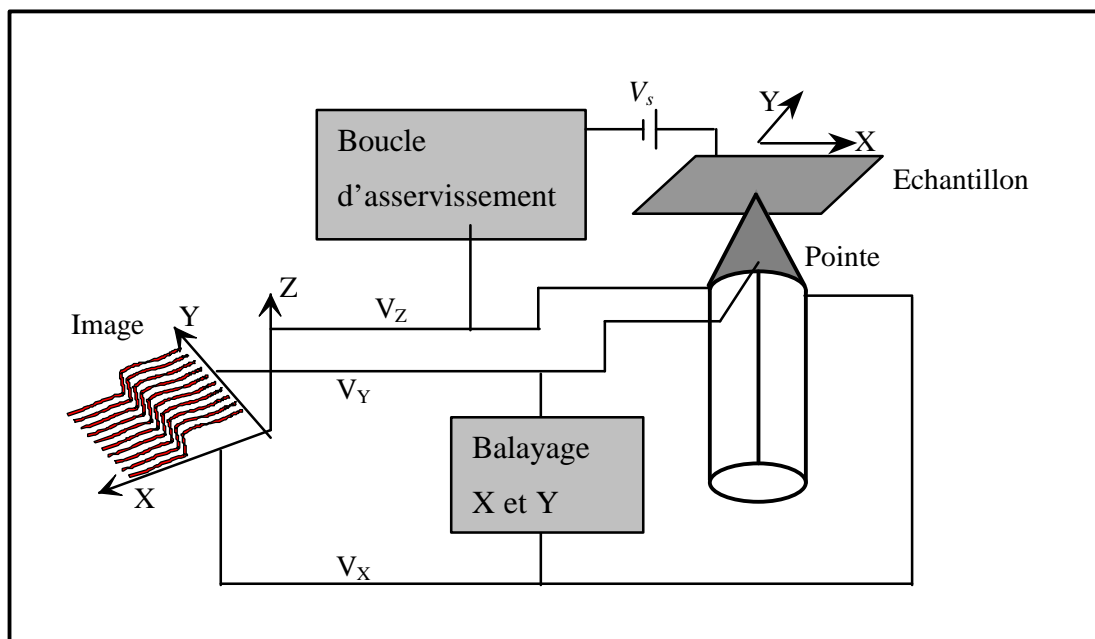 V_s
Y
X
Boucle
d’asservissement
Echantillon
Pointe
Z
Y
V_Z
Image
V_Y
Balayage
X et Y
X
V_X